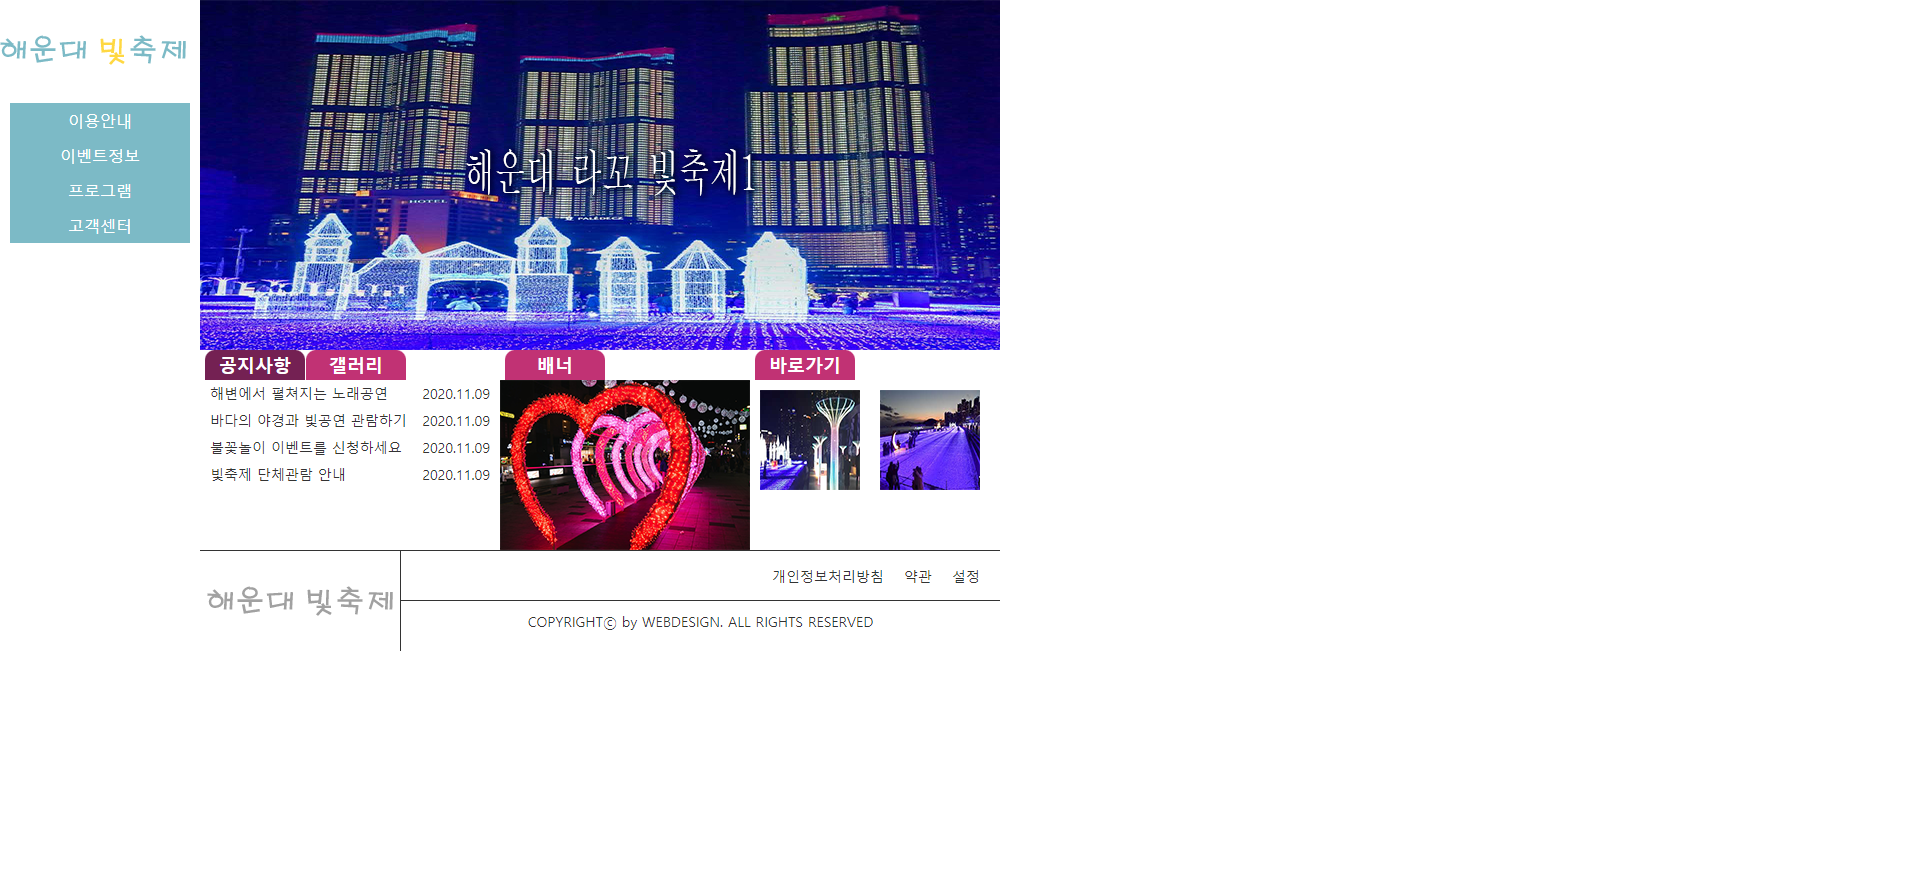 해운대 빛축제
이용안내
이벤트정보
프로그램
고객센터
HOTEL
해운대 라꼬 빛축제1
공지사항 갤러리
해변에서 펼쳐지는 노래공연 2020.11.09
바다의 야경과 빛공연 관람하기 2020.11.09
불꽃놀이 이벤트를 신청하세요 2020.11.09
빛축제 단체관람 안내 2020.11.09
배너
바로가기
해운대 빛축제
개인정보처리방침 약관 설정
COPYRIGHTⓒ by WEBDESIGN. ALL RIGHTS RESERVED